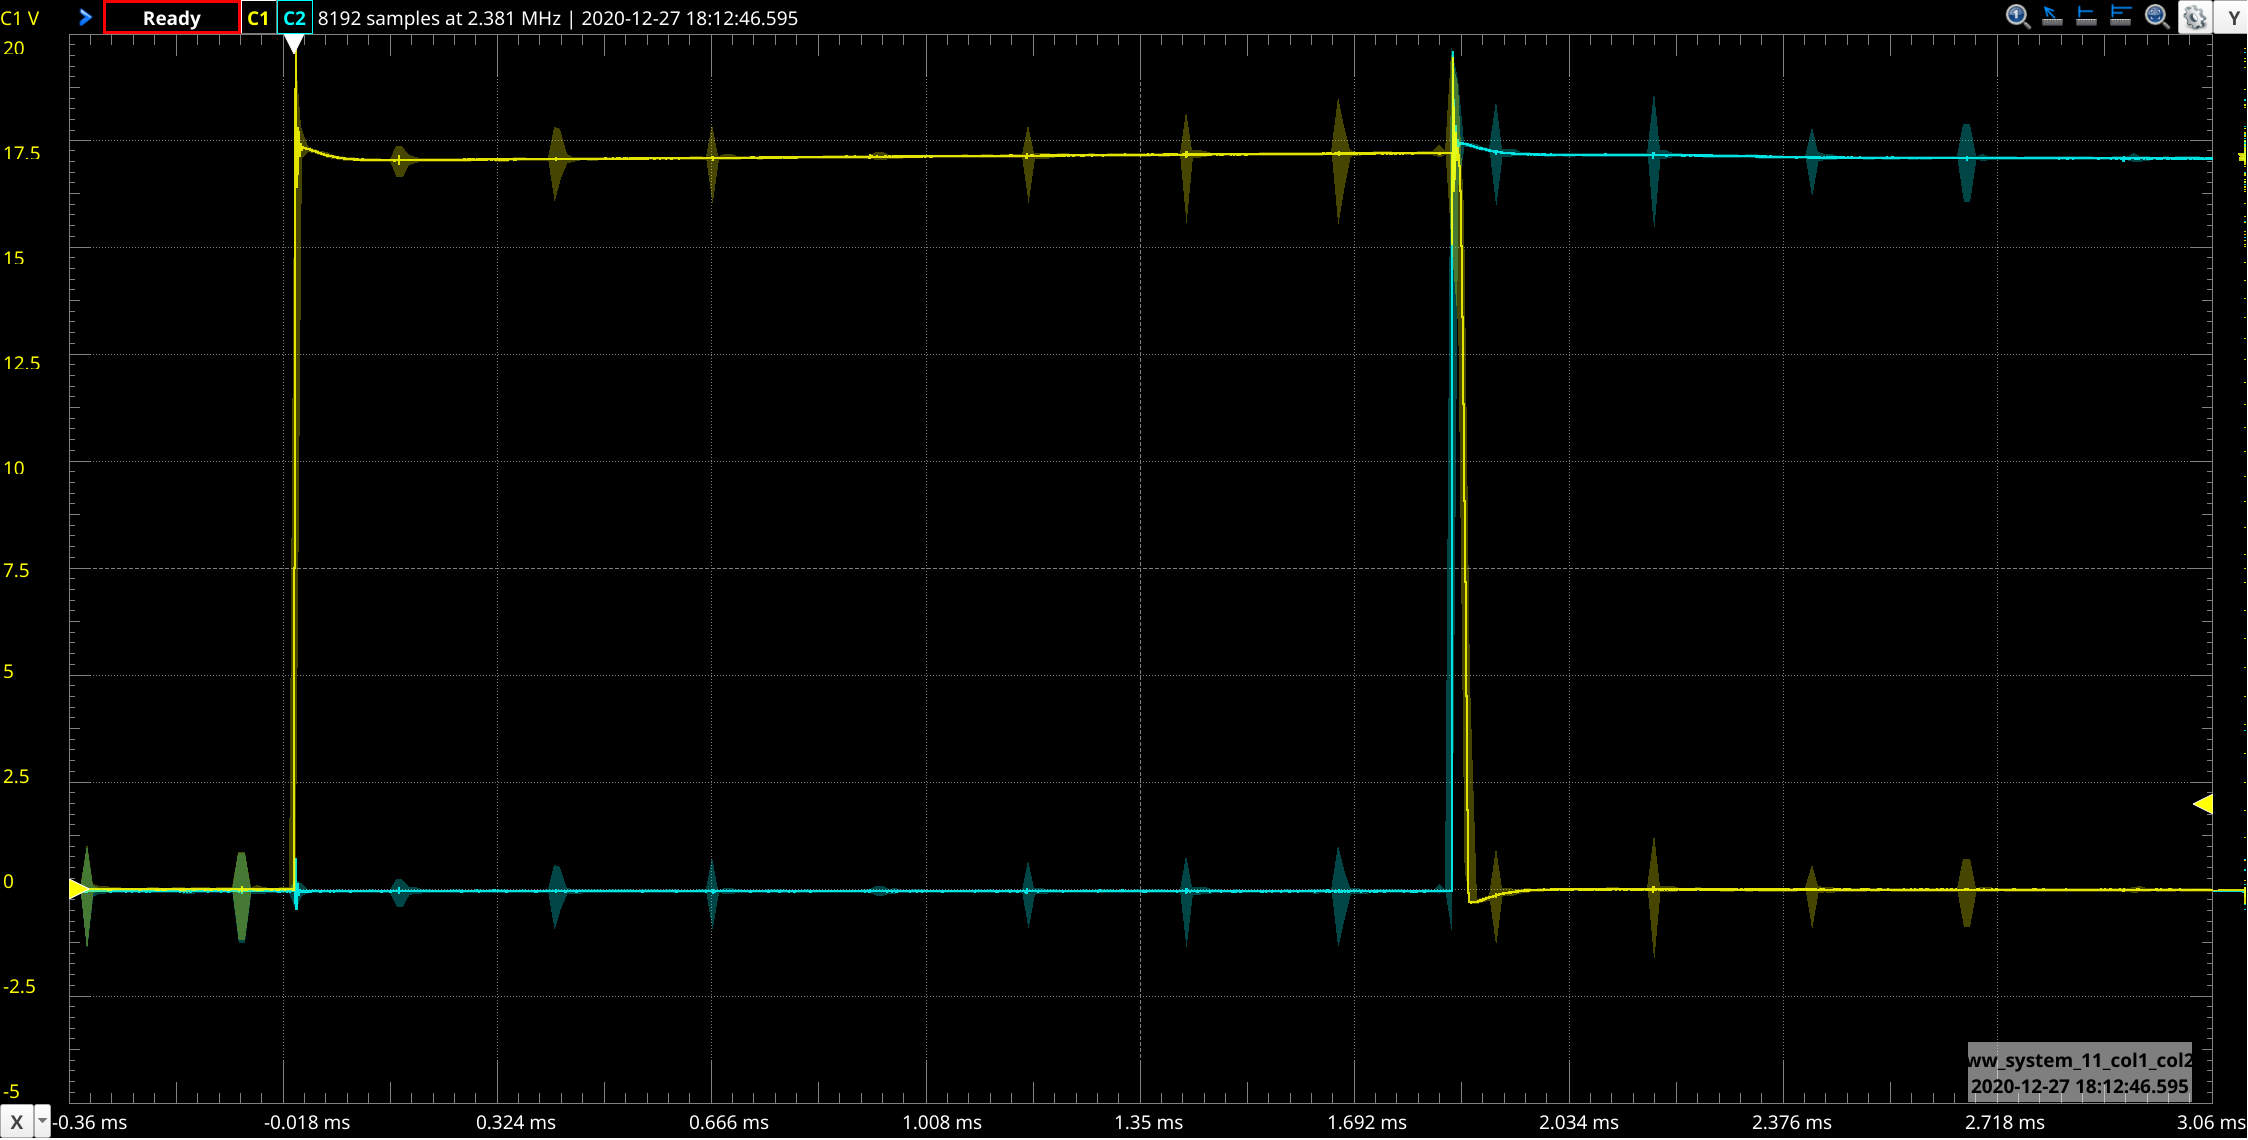 C1 V
Ready
C1 C2 8192 samples at 2.381 MHz | 2020-12-27 18:12:46.595
Y
20
17.5
15
12.5
10
7.5
5
2.5
0
-2.5
-5
ww_system_11_col1_col2
2020-12-27 18:12:46.595
X
-0.36 ms
-0.018 ms
0.324 ms
0.666 ms
1.008 ms
1.35 ms
1.692 ms
2.034 ms
2.376 ms
2.718 ms
3.06 ms